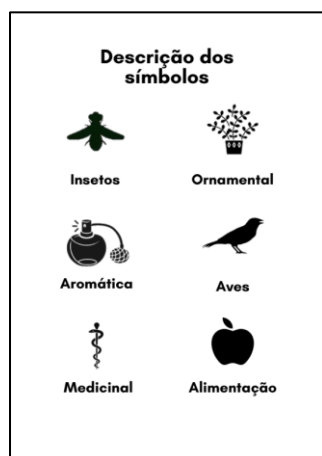 Descrição dos
símbolos
Insetos
Ornamental
Aromática
Aves
Medicinal
Alimentação